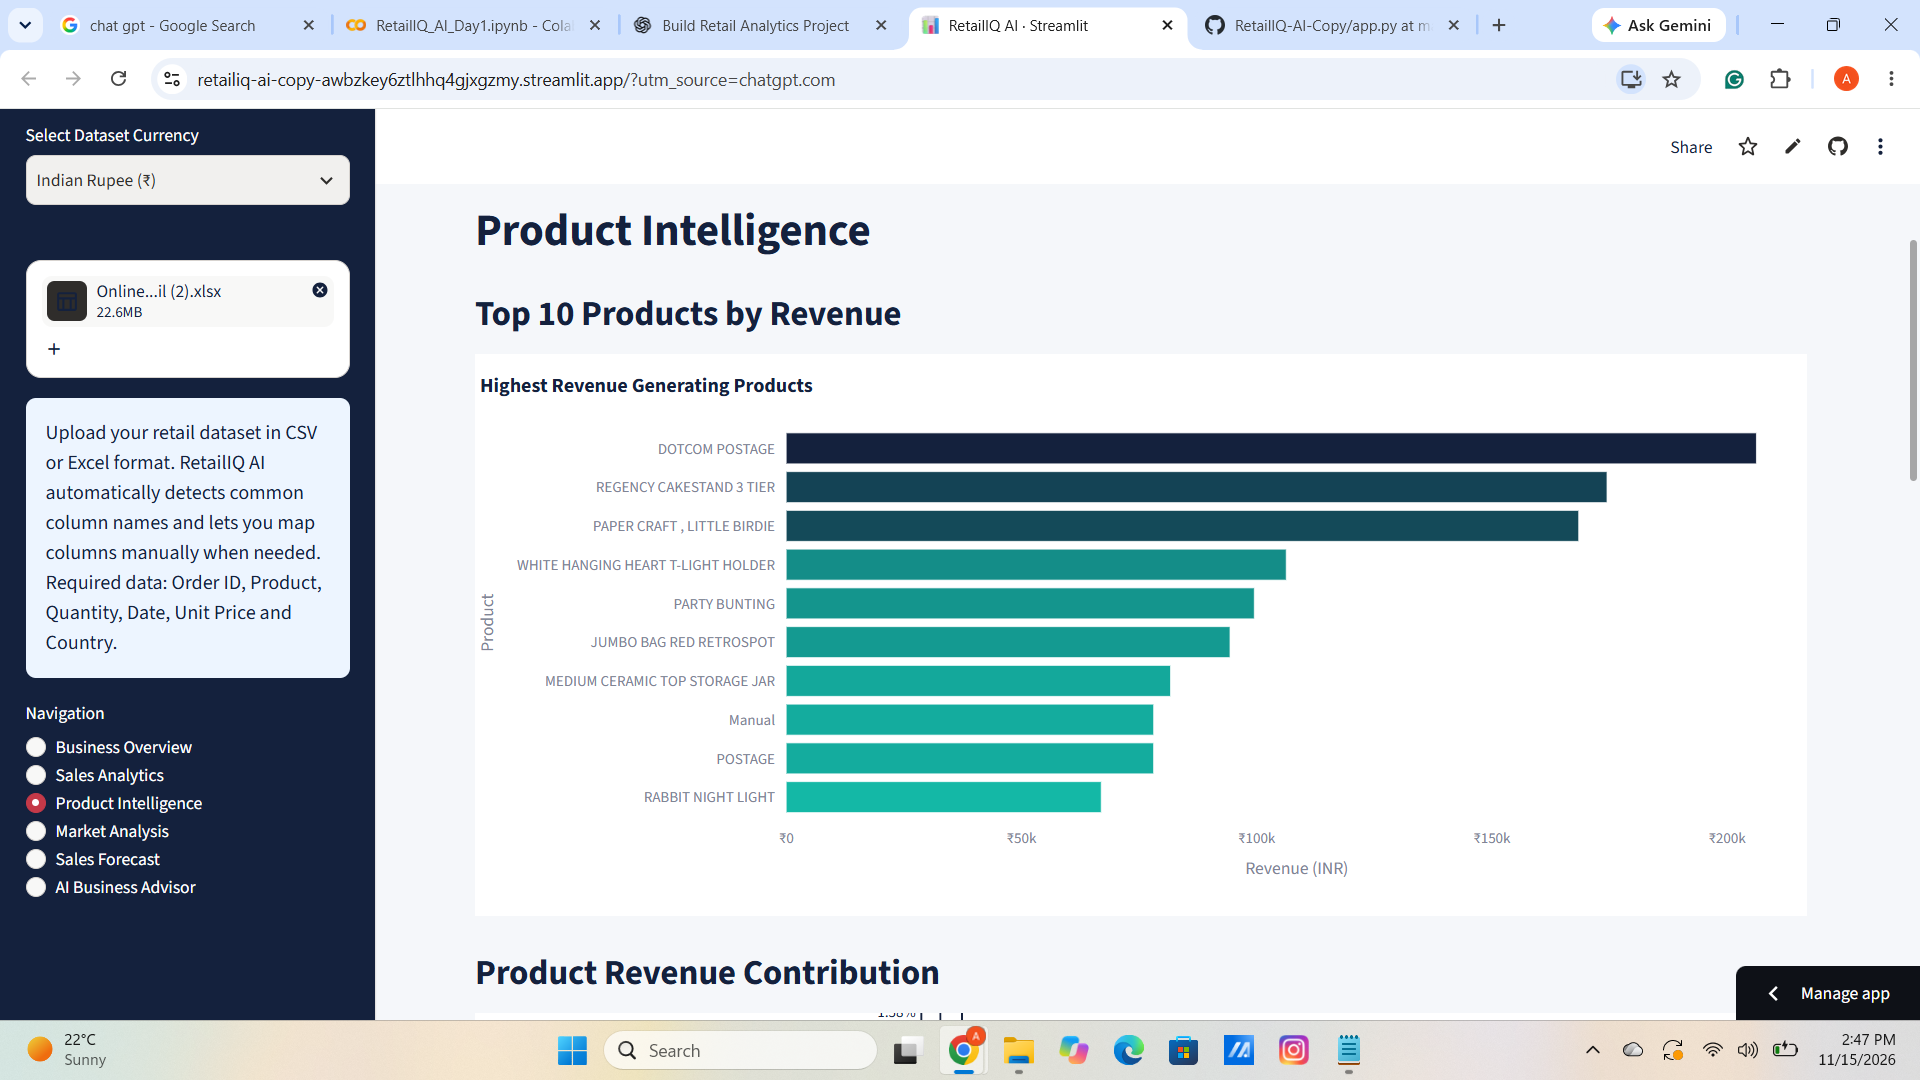 chat gpt - Google Search
RetailIQ_AI_Day1.ipynb - Cola
Build Retail Analytics Project
RetailIQ AI · Streamlit
RetailIQ-AI-Copy/app.py at m
Ask Gemini
retailiq-ai-copy-awbzkey6ztlhhq4gjxgzmy.streamlit.app/?utm_source=chatgpt.com
A
Select Dataset Currency
Indian Rupee (₹)
Online...il (2).xlsx
22.6MB
Upload your retail dataset in CSV
or Excel format. RetailIQ AI
automatically detects common
column names and lets you map
columns manually when needed.
Required data: Order ID, Product,
Quantity, Date, Unit Price and
Country.
Navigation
Business Overview
Sales Analytics
Product Intelligence
Market Analysis
Sales Forecast
AI Business Advisor
Share
Product Intelligence
Top 10 Products by Revenue
Highest Revenue Generating Products
Product
DOTCOM POSTAGE
REGENCY CAKESTAND 3 TIER
PAPER CRAFT , LITTLE BIRDIE
WHITE HANGING HEART T-LIGHT HOLDER
PARTY BUNTING
JUMBO BAG RED RETROSPOT
MEDIUM CERAMIC TOP STORAGE JAR
Manual
POSTAGE
RABBIT NIGHT LIGHT
₹0 ₹50k ₹100k ₹150k ₹200k
Revenue (INR)
Product Revenue Contribution
Manage app
22°C
Sunny
Search
A
2:47 PM
11/15/2026